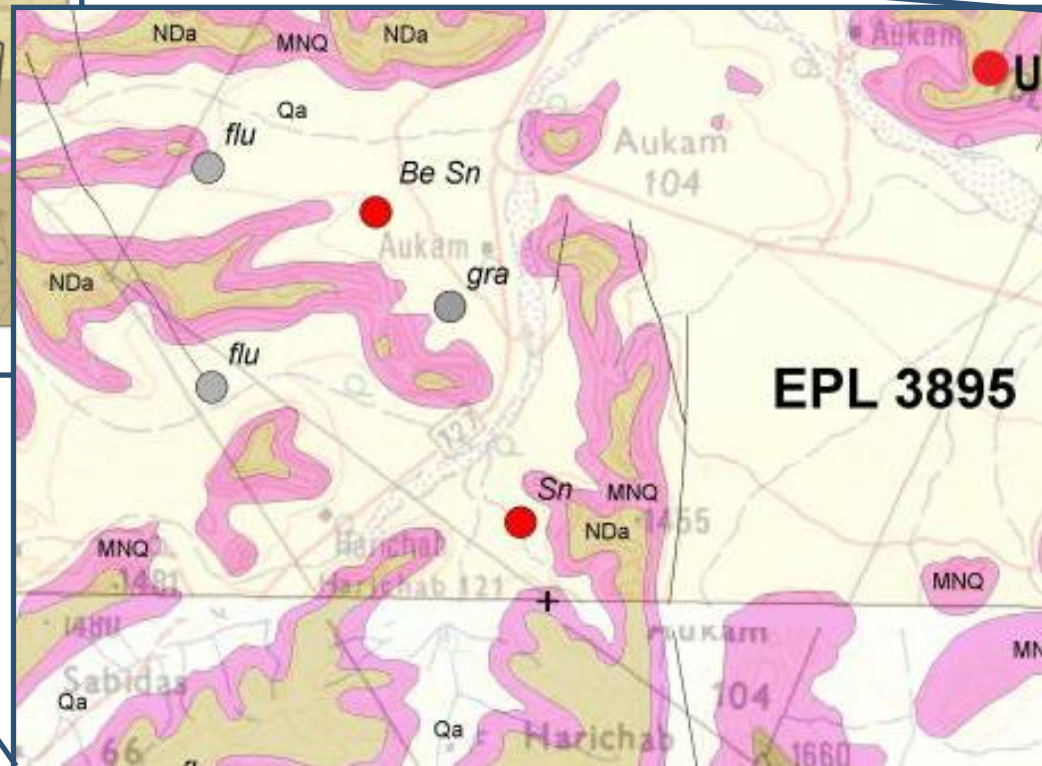 NDa
MNQ
NDa
Aukam
U
Qa
flu
Be Sn
Aukam
104
Aukam
gra
NDa
flu
EPL 3895
127
Sn
MNQ
1455
NDa
MNQ
1481
Harichab
Harichab 121
MNQ
1480
Aukam
Sabidas
Qa
104
MN
66
Qa
Harichab
1660